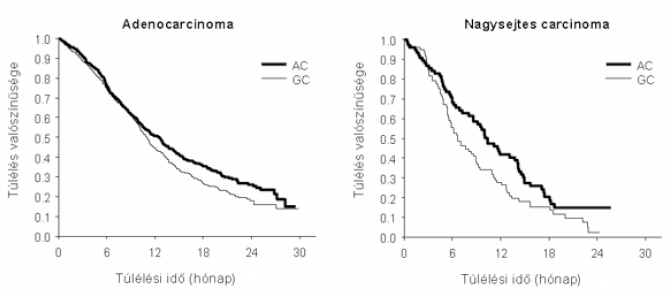 Adenocarcinoma
Túlélés valószínűsége
1.0
0.9
0.8
0.7
0.6
0.5
0.4
0.3
0.2
0.1
0.0
AC
GC
0 6 12 18 24 30
Túlélési idő (hónap)
Nagysejtes carcinoma
Túlélés valószínűsége
1.0
0.9
0.8
0.7
0.6
0.5
0.4
0.3
0.2
0.1
0.0
AC
GC
0 6 12 18 24 30
Túlélési idő (hónap)